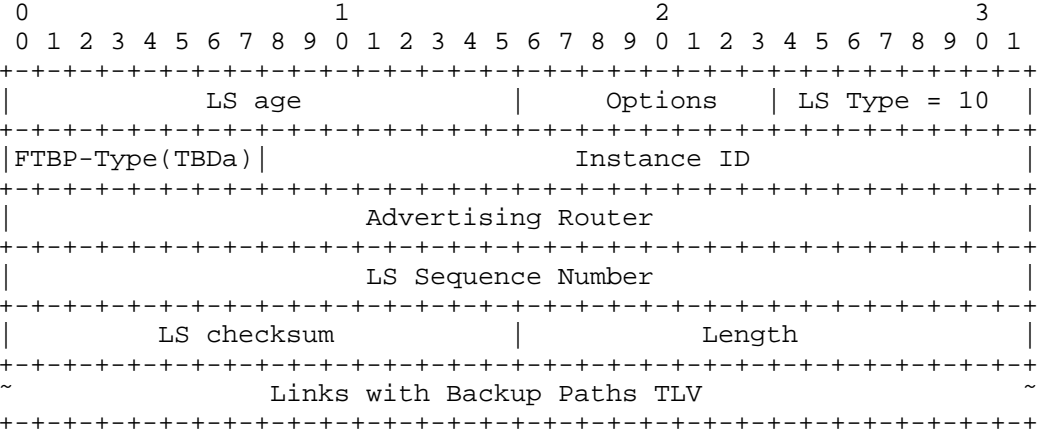 0                   1                   2                   3
 0 1 2 3 4 5 6 7 8 9 0 1 2 3 4 5 6 7 8 9 0 1 2 3 4 5 6 7 8 9 0 1
+-+-+-+-+-+-+-+-+-+-+-+-+-+-+-+-+-+-+-+-+-+-+-+-+-+-+-+-+-+-+-+-+
|            LS age             |     Options   | LS Type = 10  |
+-+-+-+-+-+-+-+-+-+-+-+-+-+-+-+-+-+-+-+-+-+-+-+-+-+-+-+-+-+-+-+-+
|FTBP-Type(TBDa)|                   Instance ID                 |
+-+-+-+-+-+-+-+-+-+-+-+-+-+-+-+-+-+-+-+-+-+-+-+-+-+-+-+-+-+-+-+-+
|                      Advertising Router                       |
+-+-+-+-+-+-+-+-+-+-+-+-+-+-+-+-+-+-+-+-+-+-+-+-+-+-+-+-+-+-+-+-+
|                      LS Sequence Number                       |
+-+-+-+-+-+-+-+-+-+-+-+-+-+-+-+-+-+-+-+-+-+-+-+-+-+-+-+-+-+-+-+-+
|         LS checksum           |           Length              |
+-+-+-+-+-+-+-+-+-+-+-+-+-+-+-+-+-+-+-+-+-+-+-+-+-+-+-+-+-+-+-+-+
~                Links with Backup Paths TLV                    ~
+-+-+-+-+-+-+-+-+-+-+-+-+-+-+-+-+-+-+-+-+-+-+-+-+-+-+-+-+-+-+-+-+